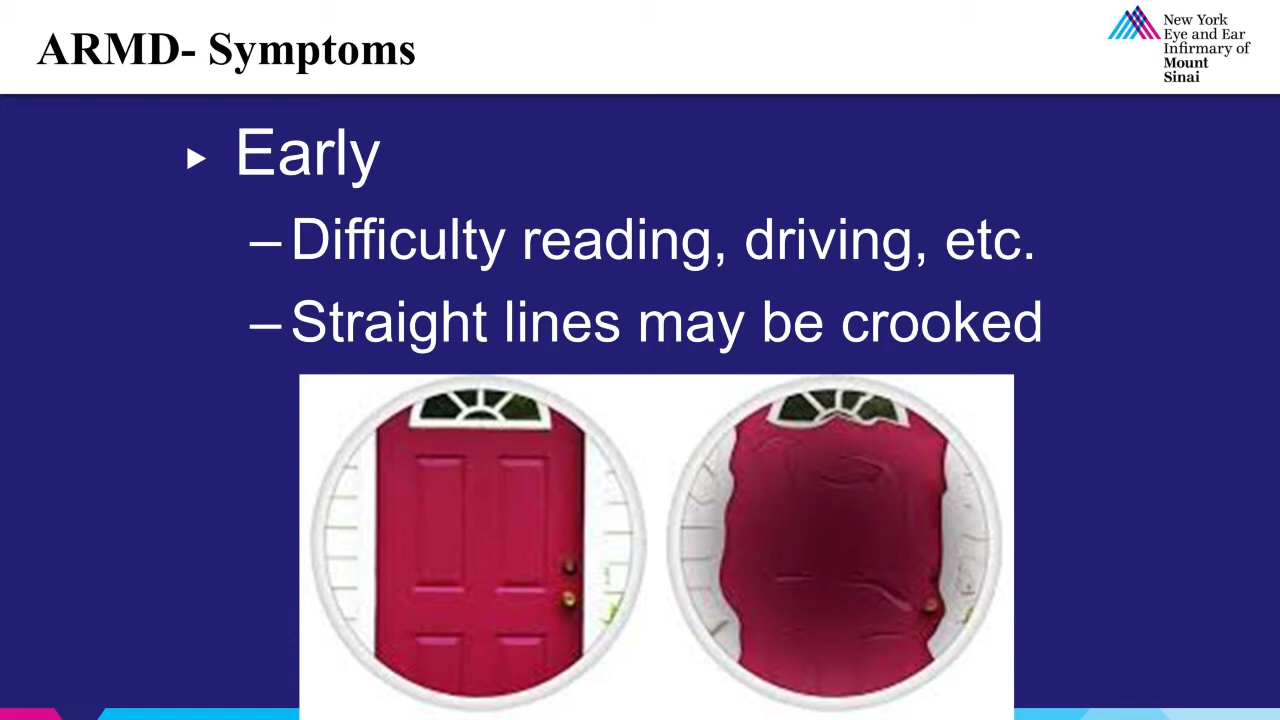 ARMD- Symptoms
New York
Eye and Ear
Infirmary of
Mount
Sinai
▶ Early
– Difficulty reading, driving, etc.
– Straight lines may be crooked